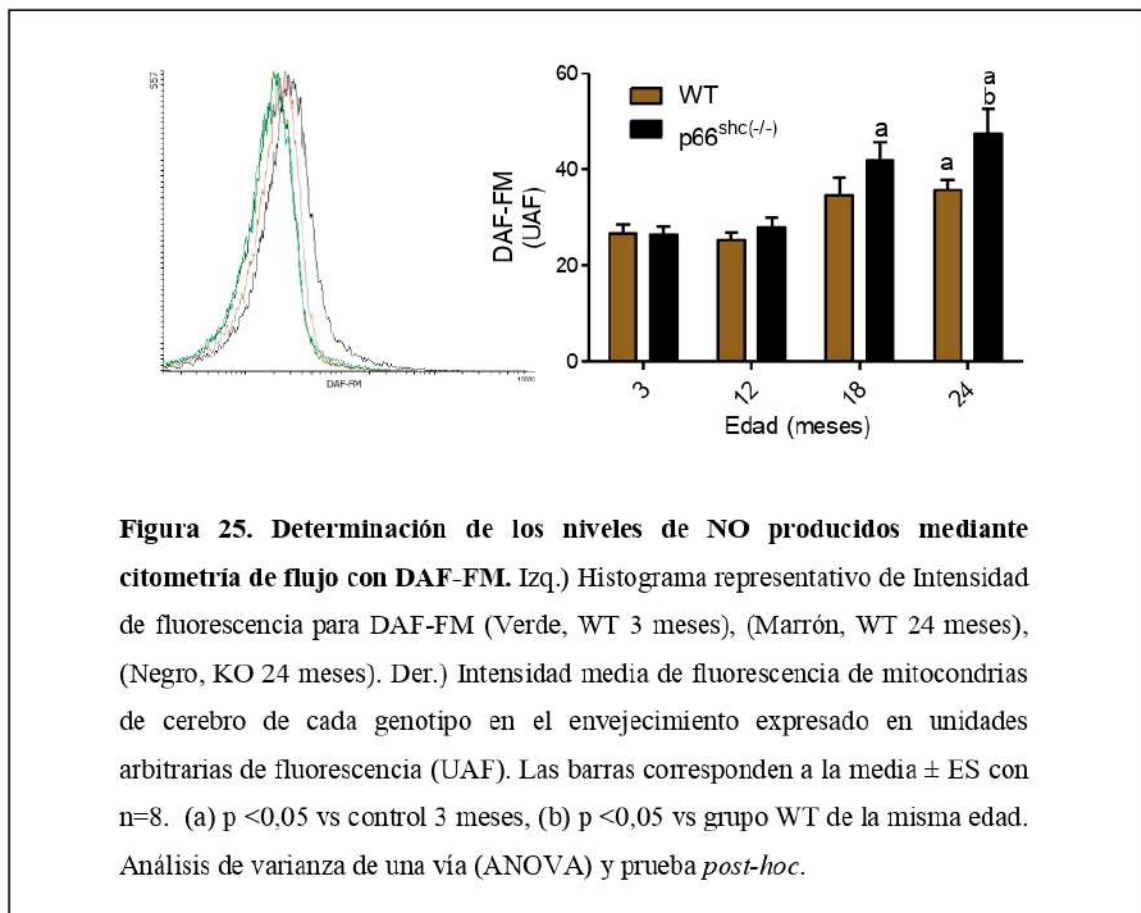 557
DAF-FM
10000
60
40
20
0
DAF-FM
(UAF)
WT
p66shc(-/-)
a
a
a
b
3
12
18
24
Edad (meses)
Figura 25. Determinación de los niveles de NO producidos mediante
citometría de flujo con DAF-FM. Izq.) Histograma representativo de Intensidad
de fluorescencia para DAF-FM (Verde, WT 3 meses), (Marrón, WT 24 meses),
(Negro, KO 24 meses). Der.) Intensidad media de fluorescencia de mitocondrias
de cerebro de cada genotipo en el envejecimiento expresado en unidades
arbitrarias de fluorescencia (UAF). Las barras corresponden a la media ± ES con
n=8. (a) p <0,05 vs control 3 meses, (b) p <0,05 vs grupo WT de la misma edad.
Análisis de varianza de una vía (ANOVA) y prueba post-hoc.